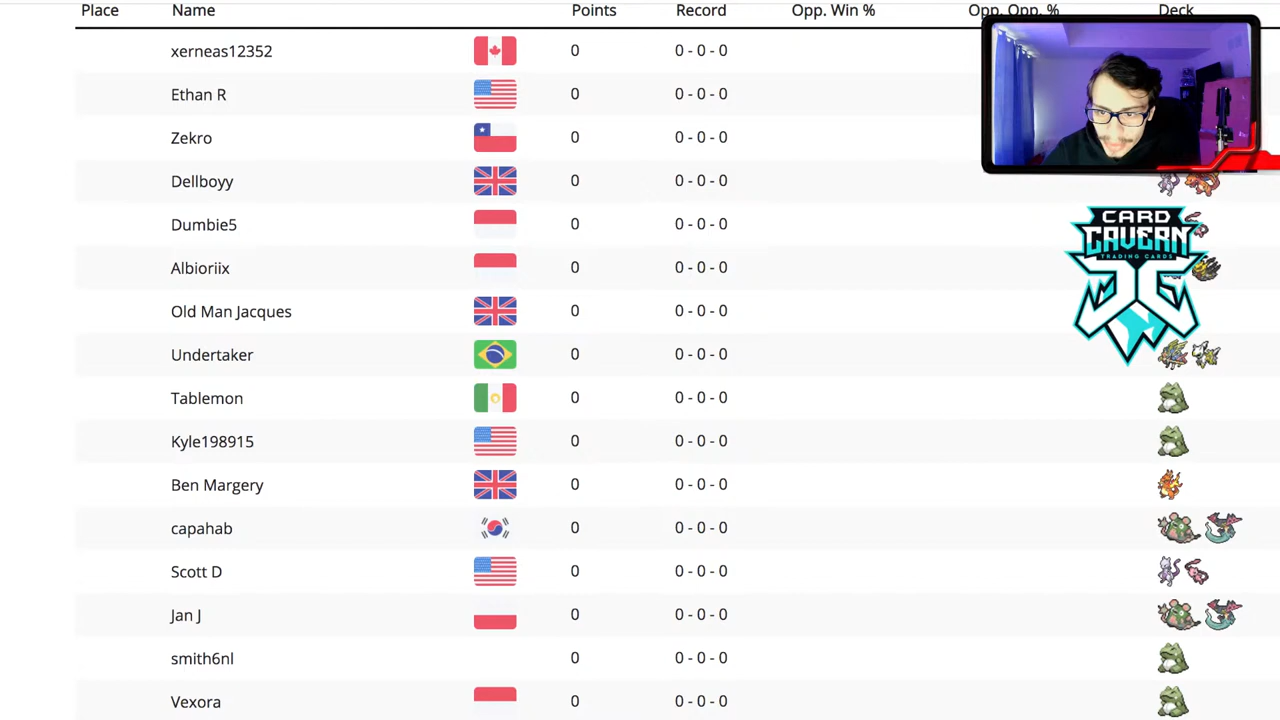 Place Name Points Record Opp. Win % Opp. Opp. % Deck
xerneas12352 0 0 - 0 - 0
Ethan R 0 0 - 0 - 0
Zekro 0 0 - 0 - 0
Dellboyy 0 0 - 0 - 0
Dumbie5 0 0 - 0 - 0
Albioriix 0 0 - 0 - 0
Old Man Jacques 0 0 - 0 - 0
Undertaker 0 0 - 0 - 0
Tablemon 0 0 - 0 - 0
Kyle198915 0 0 - 0 - 0
Ben Margery 0 0 - 0 - 0
capahab 0 0 - 0 - 0
Scott D 0 0 - 0 - 0
Jan J 0 0 - 0 - 0
smith6nl 0 0 - 0 - 0
Vexora 0 0 - 0 - 0
CARD
CAVERN
TRADING CARDS